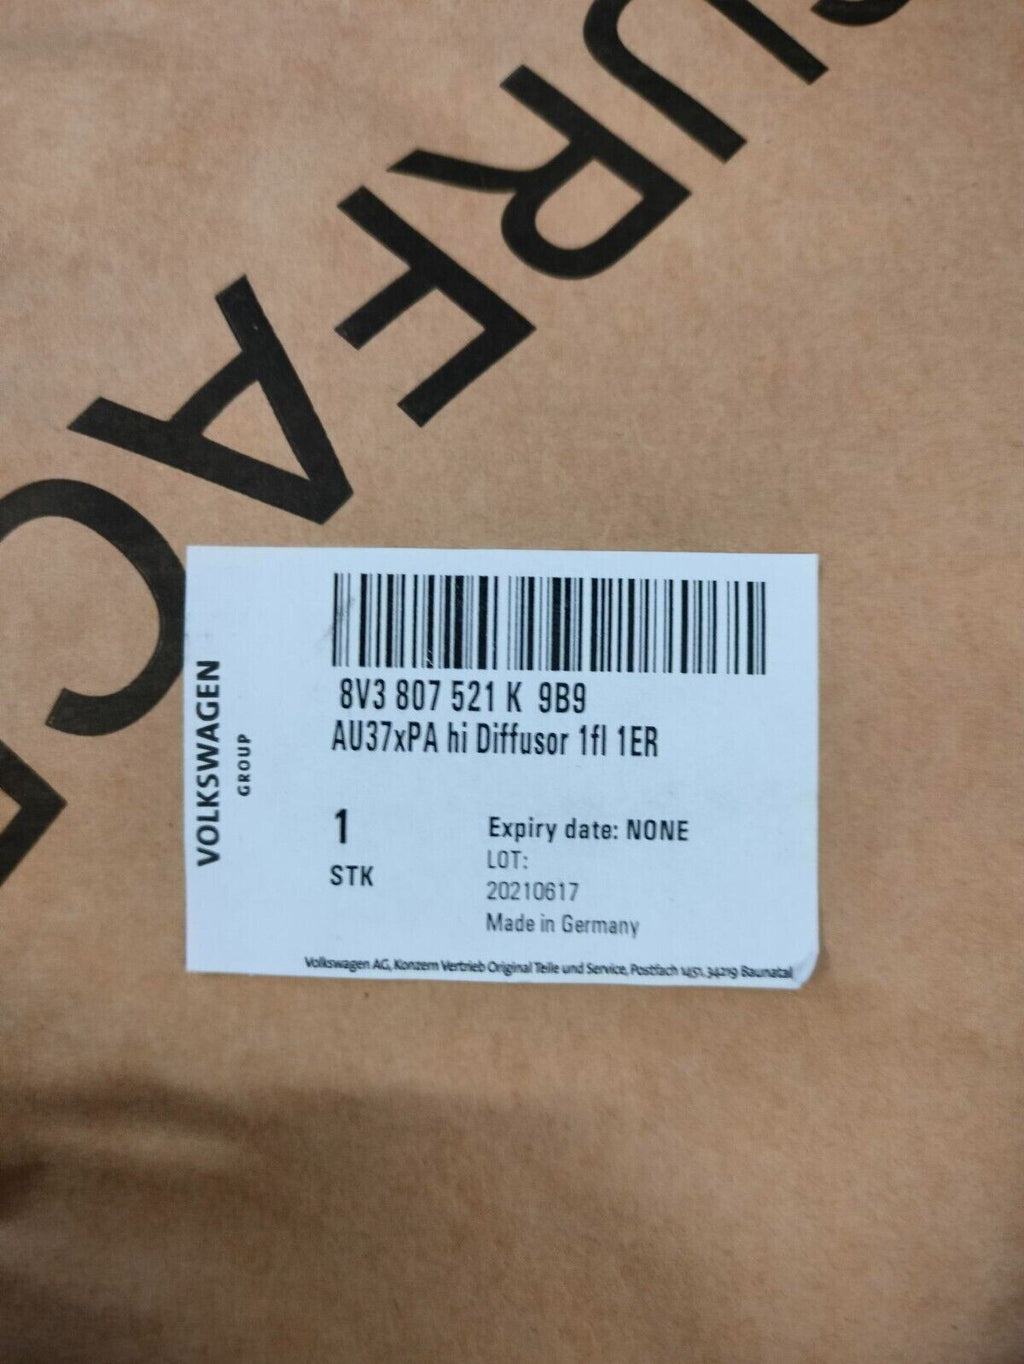 SURFACE
VOLKSWAGEN
GROUP
8V3 807 521 K 9B9
AU37xPA hi Diffusor 1fl 1ER
1
STK
Expiry date: NONE
LOT:
20210617
Made in Germany
Volkswagen AG, Konzern Vertrieb Original Teile und Service, Postfach 1451, 34219 Baunatal